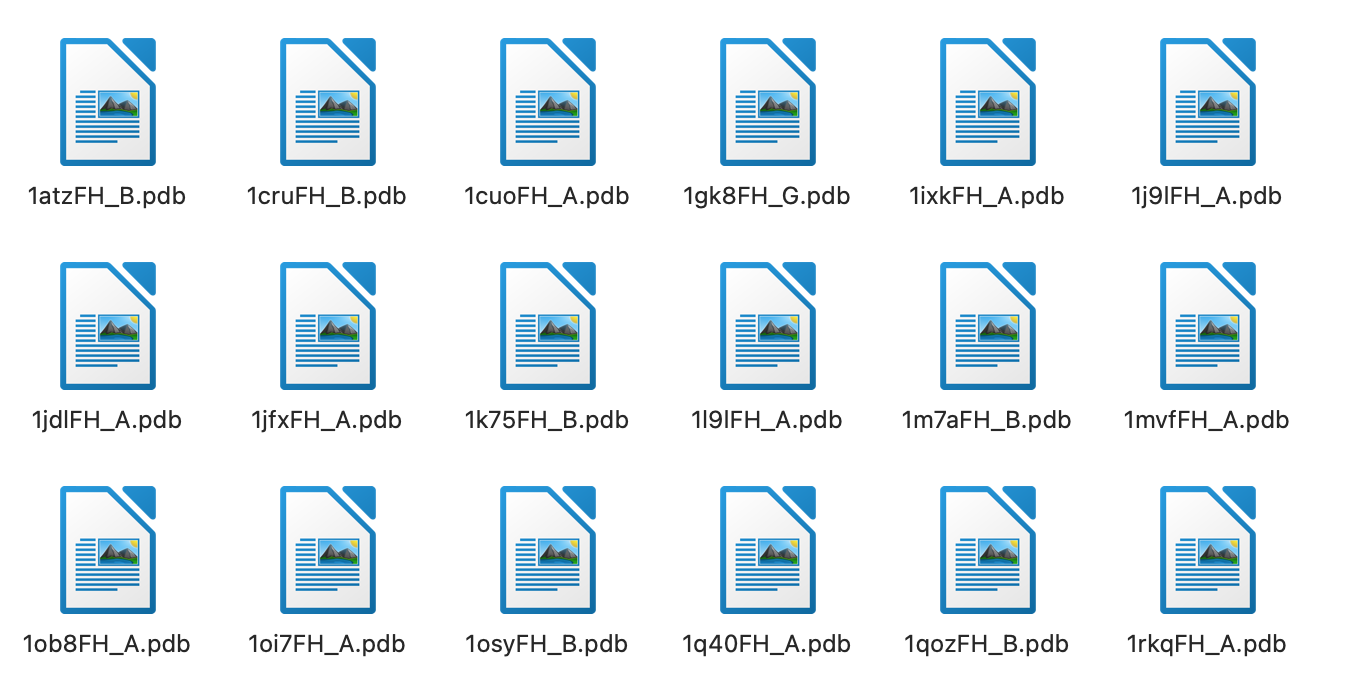 1atzFH_B.pdb 1cruFH_B.pdb 1cuoFH_A.pdb 1gk8FH_G.pdb 1ixkFH_A.pdb 1j9lFH_A.pdb
1jdlFH_A.pdb 1jfxFH_A.pdb 1k75FH_B.pdb 1l9lFH_A.pdb 1m7aFH_B.pdb 1mvfFH_A.pdb
1ob8FH_A.pdb 1oi7FH_A.pdb 1osyFH_B.pdb 1q40FH_A.pdb 1qozFH_B.pdb 1rkqFH_A.pdb